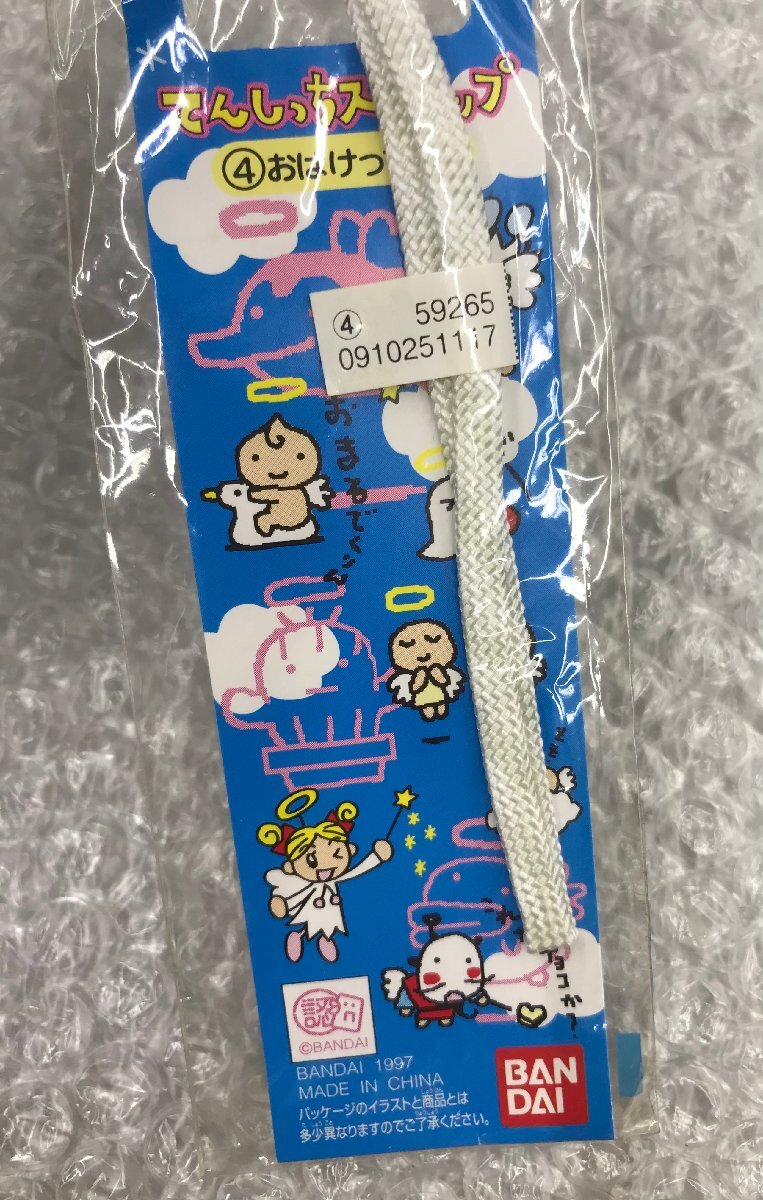 てんしっちスト ップ
④おばけっ
④ 59265
0910251117
おまるでくん
©BANDAI
BANDAI 1997
MADE IN CHINA
パッケージのイラストと商品とは
多少異なりますのでご了承ください。
BAN
DAI